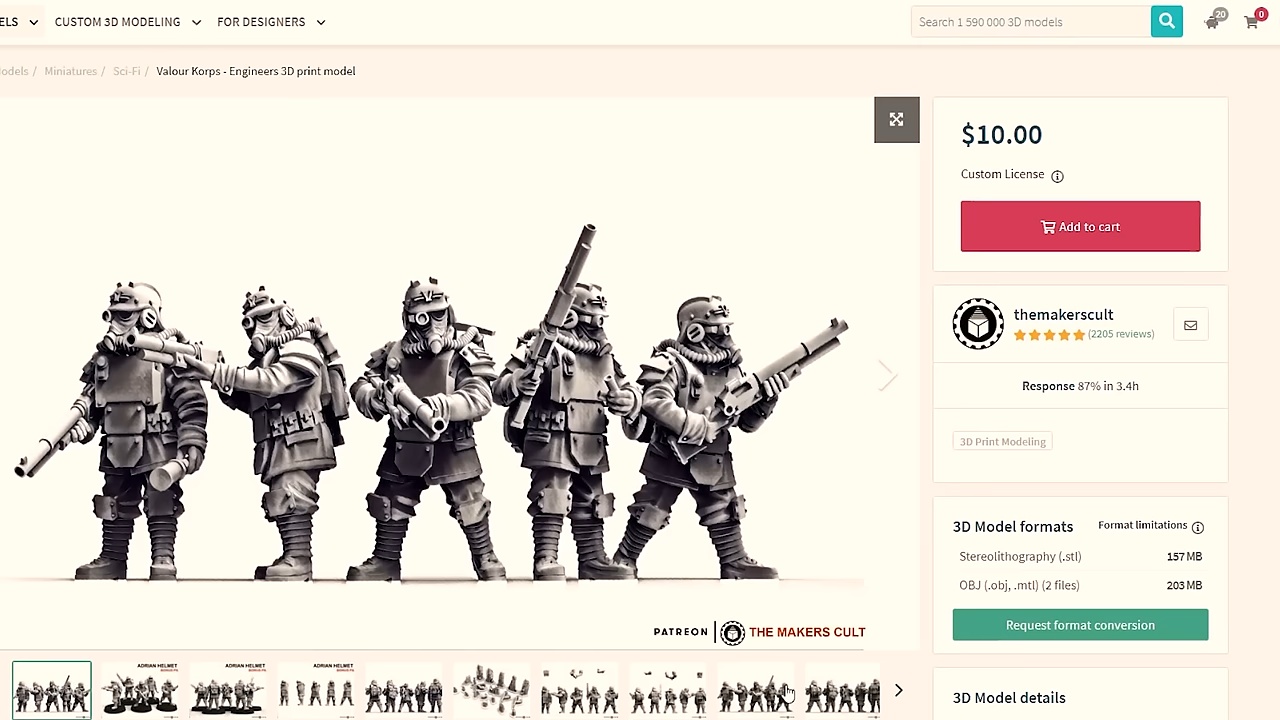 ELS CUSTOM 3D MODELING FOR DESIGNERS Search 1 590 000 3D models 20 0
odels / Miniatures / Sci-Fi / Valour Korps - Engineers 3D print model
$10.00
Custom License
Add to cart
themakerscult
(2205 reviews)
Response 87% in 3.4h
3D Print Modeling
3D Model formats Format limitations
Stereolithography (.stl) 157 MB
OBJ (.obj, .mtl) (2 files) 203 MB
Request format conversion
PATREON THE MAKERS CULT
ADRIAN HELMET ADRIAN HELMET ADRIAN HELMET
3D Model details